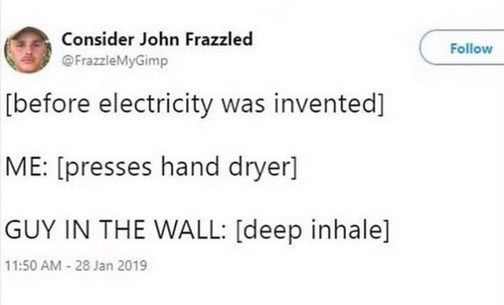 Consider John Frazzled
@FrazzleMyGimp
Follow
[before electricity was invented]
ME: [presses hand dryer]
GUY IN THE WALL: [deep inhale]
11:50 AM - 28 Jan 2019